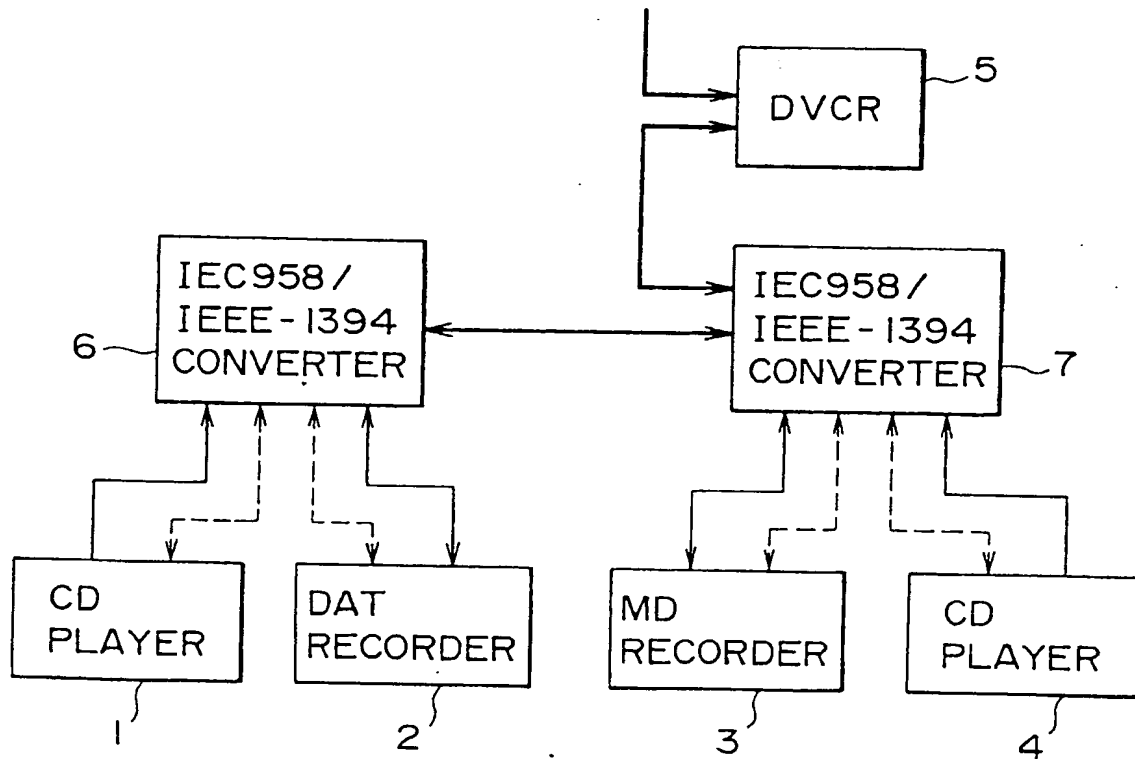 DVCR
5
IEC958/
IEEE-1394
CONVERTER
6
IEC958/
IEEE-1394
CONVERTER
7
CD
PLAYER
DAT
RECORDER
MD
RECORDER
CD
PLAYER
1
2
3
4